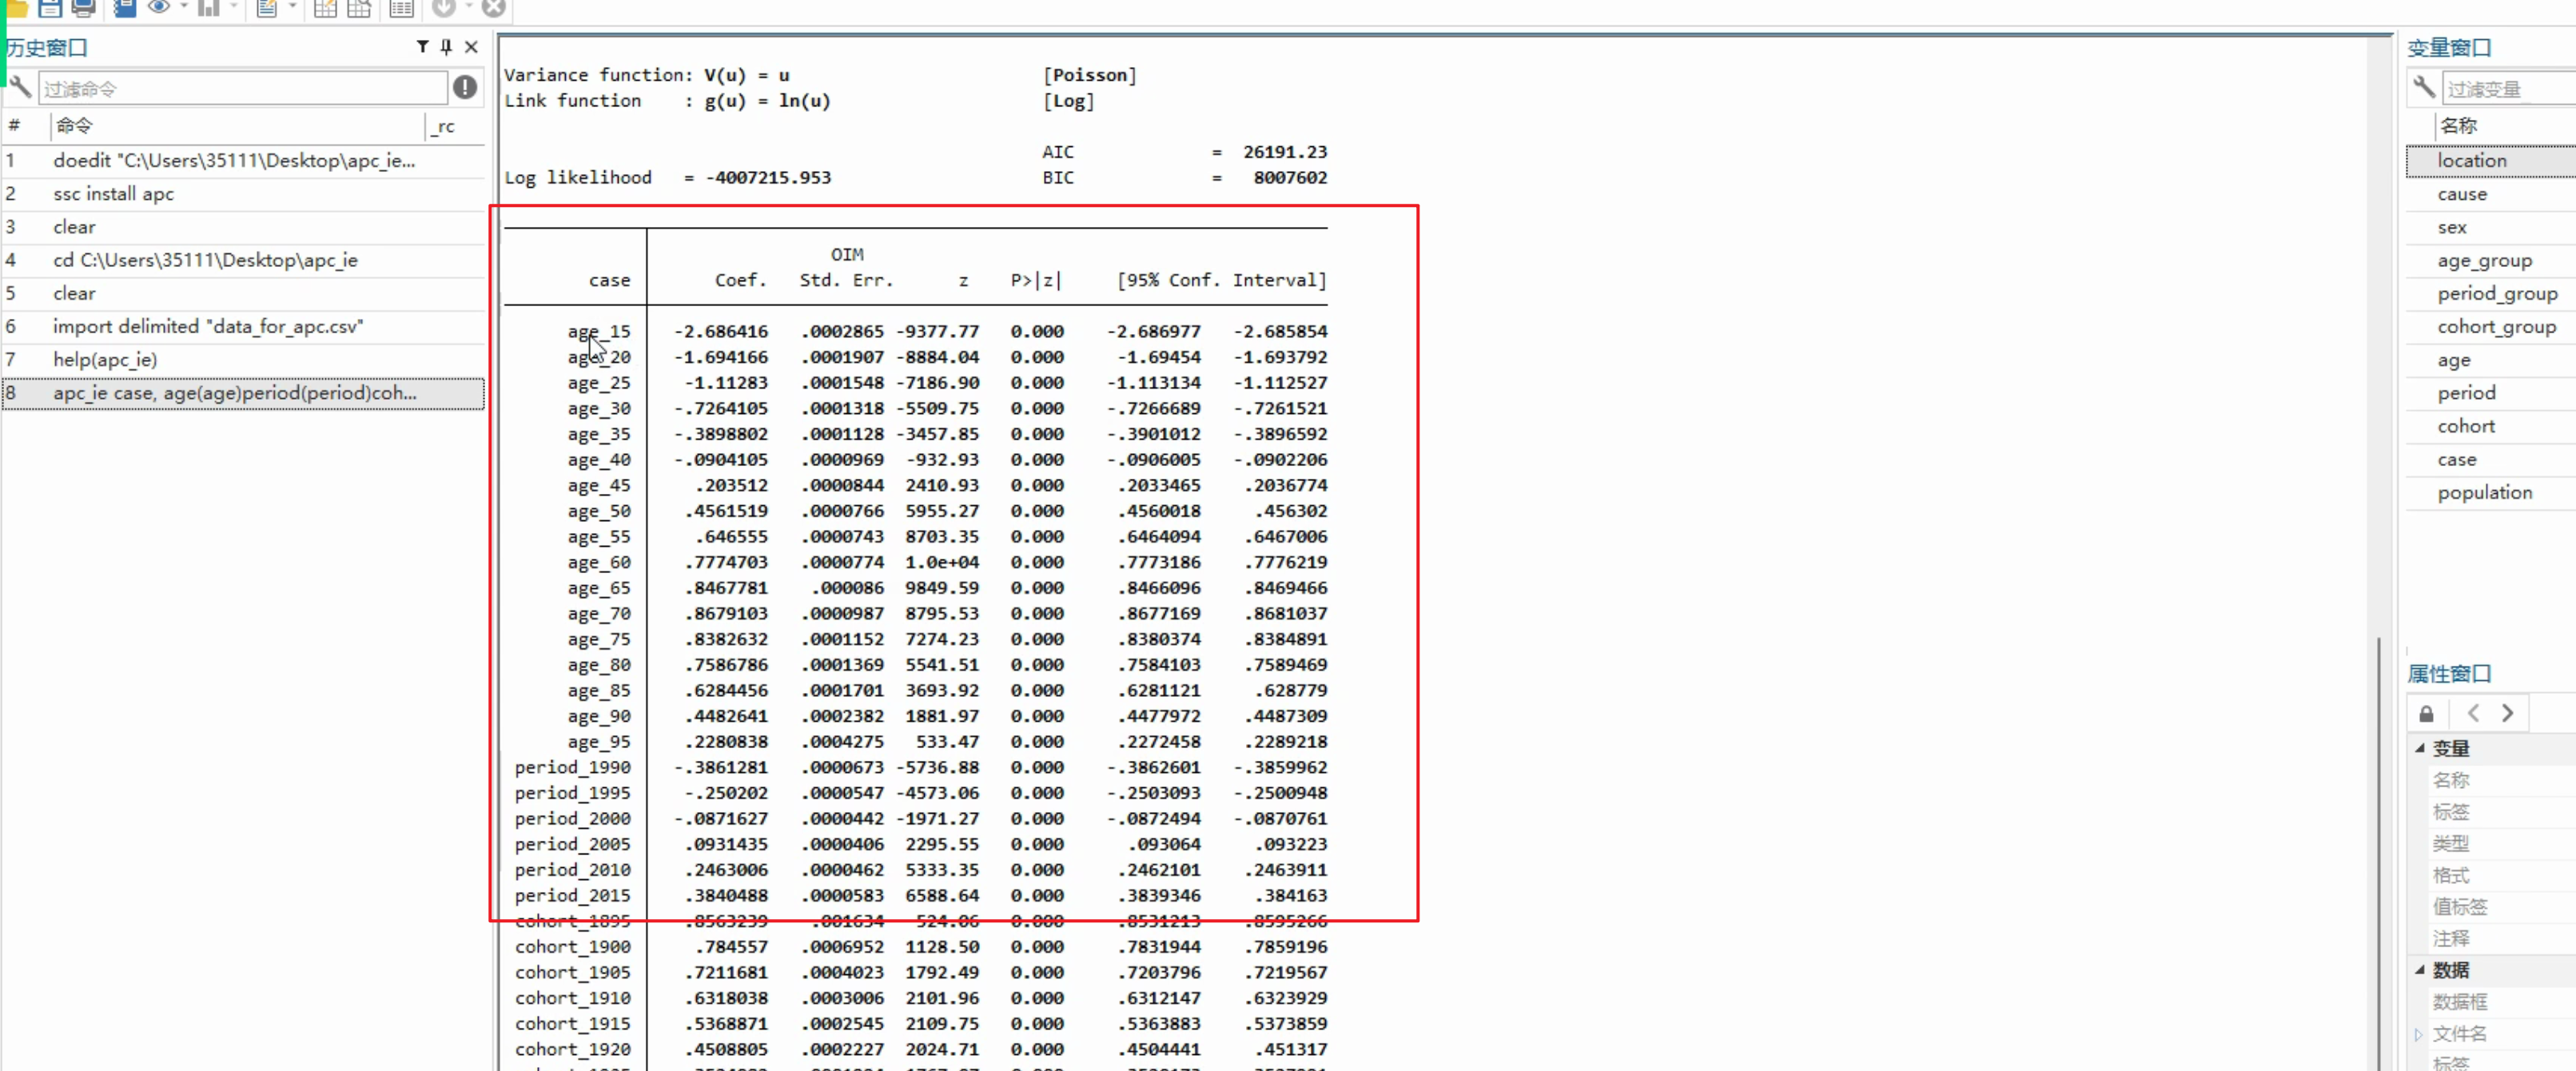 历史窗口
过滤命令
# 命令 _rc
1 doedit "C:\Users\35111\Desktop\apc_ie...
2 ssc install apc
3 clear
4 cd C:\Users\35111\Desktop\apc_ie
5 clear
6 import delimited "data_for_apc.csv"
7 help(apc_ie)
8 apc_ie case, age(age)period(period)coh...
Variance function: V(u) = u [Poisson]
Link function : g(u) = ln(u) [Log]
AIC = 26191.23
Log likelihood = -4007215.953 BIC = 8007602
OIM
case Coef. Std. Err. z P>|z| [95% Conf. Interval]
age_15 -2.686416 .0002865 -9377.77 0.000 -2.686977 -2.685854
age_20 -1.694166 .0001907 -8884.04 0.000 -1.69454 -1.693792
age_25 -1.11283 .0001548 -7186.90 0.000 -1.113134 -1.112527
age_30 -.7264105 .0001318 -5509.75 0.000 -.7266689 -.7261521
age_35 -.3898802 .0001128 -3457.85 0.000 -.3901012 -.3896592
age_40 -.0904105 .0000969 -932.93 0.000 -.0906005 -.0902206
age_45 .203512 .0000844 2410.93 0.000 .2033465 .2036774
age_50 .4561519 .0000766 5955.27 0.000 .4560018 .456302
age_55 .646555 .0000743 8703.35 0.000 .6464094 .6467006
age_60 .7774703 .0000774 1.0e+04 0.000 .7773186 .7776219
age_65 .8467781 .000086 9849.59 0.000 .8466096 .8469466
age_70 .8679103 .0000987 8795.53 0.000 .8677169 .8681037
age_75 .8382632 .0001152 7274.23 0.000 .8380374 .8384891
age_80 .7586786 .0001369 5541.51 0.000 .7584103 .7589469
age_85 .6284456 .0001701 3693.92 0.000 .6281121 .628779
age_90 .4482641 .0002382 1881.97 0.000 .4477972 .4487309
age_95 .2280838 .0004275 533.47 0.000 .2272458 .2289218
period_1990 -.3861281 .0000673 -5736.88 0.000 -.3862601 -.3859962
period_1995 -.250202 .0000547 -4573.06 0.000 -.2503093 -.2500948
period_2000 -.0871627 .0000442 -1971.27 0.000 -.0872494 -.0870761
period_2005 .0931435 .0000406 2295.55 0.000 .093064 .093223
period_2010 .2463006 .0000462 5333.35 0.000 .2462101 .2463911
period_2015 .3840488 .0000583 6588.64 0.000 .3839346 .384163
cohort_1895 .8563239 .001634 524.06 0.000 .8531213 .8595266
cohort_1900 .784557 .0006952 1128.50 0.000 .7831944 .7859196
cohort_1905 .7211681 .0004023 1792.49 0.000 .7203796 .7219567
cohort_1910 .6318038 .0003006 2101.96 0.000 .6312147 .6323929
cohort_1915 .5368871 .0002545 2109.75 0.000 .5363883 .5373859
cohort_1920 .4508805 .0002227 2024.71 0.000 .4504441 .451317
变量窗口
过滤变量
名称
location
cause
sex
age_group
period_group
cohort_group
age
period
cohort
case
population
属性窗口
变量
名称
标签
类型
格式
值标签
注释
数据
数据框
文件名
标签